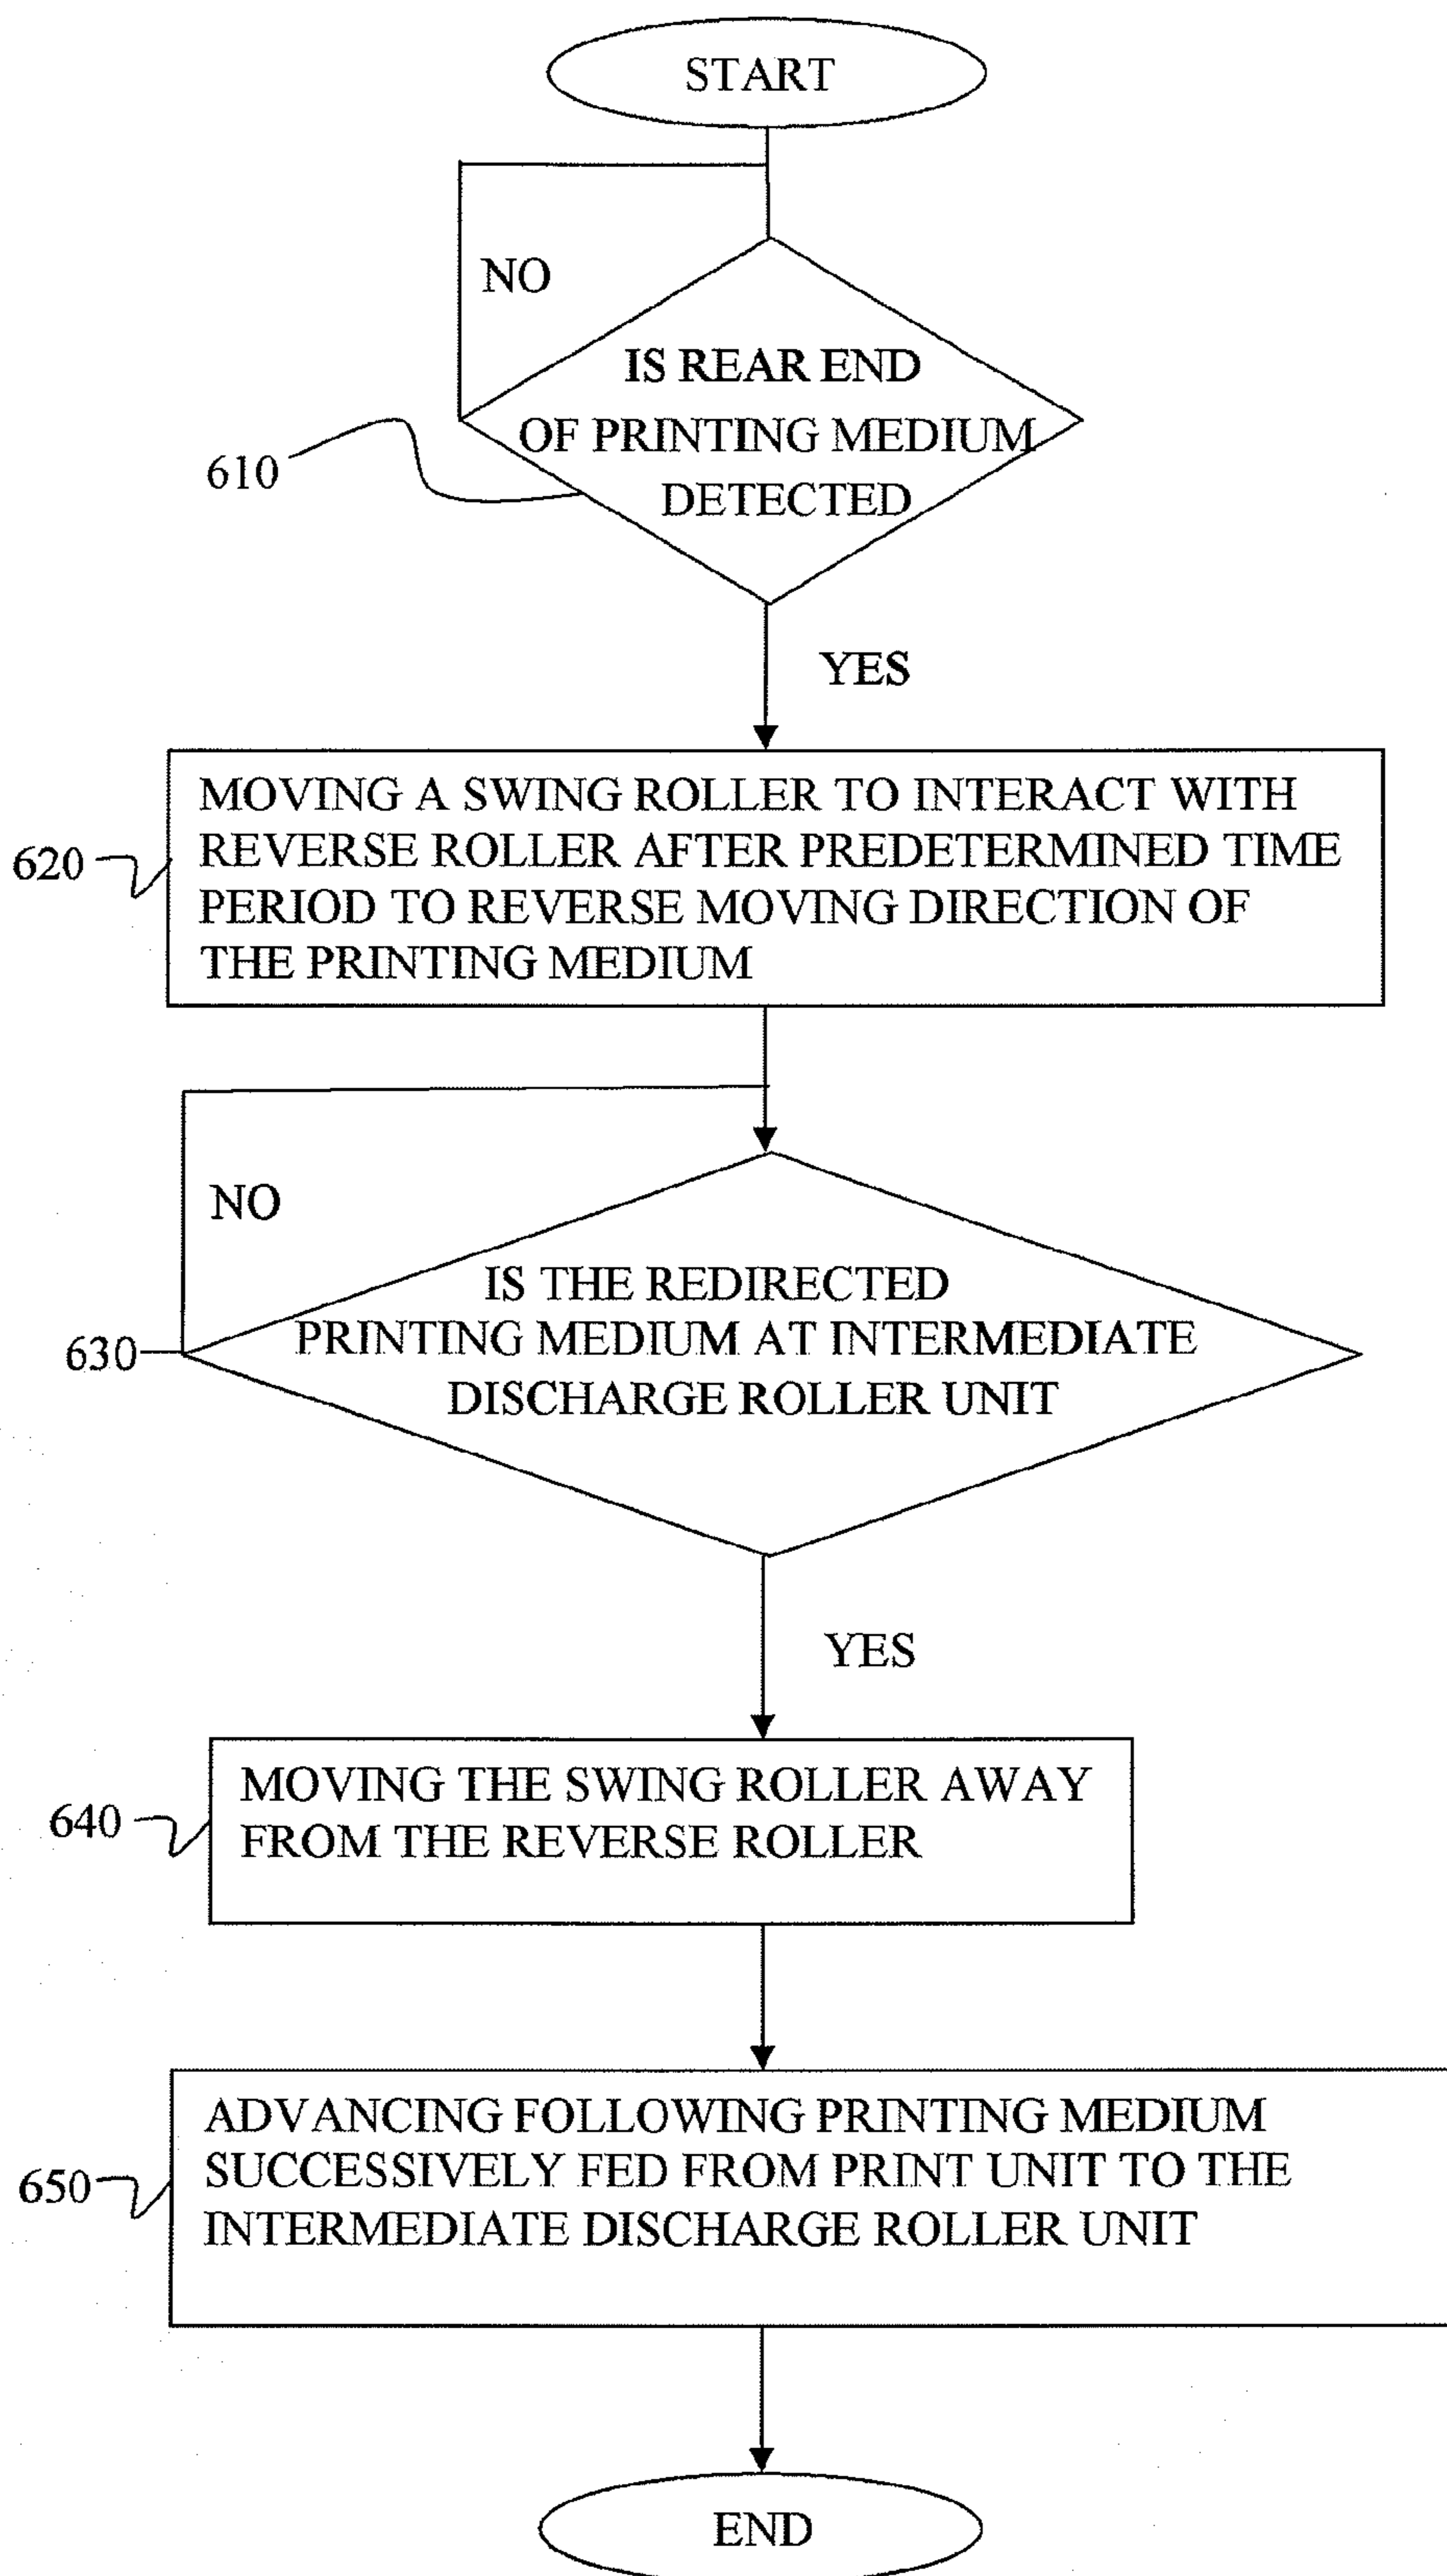 START
NO
IS REAR END
OF PRINTING MEDIUM
DETECTED
610
YES
MOVING A SWING ROLLER TO INTERACT WITH
REVERSE ROLLER AFTER PREDETERMINED TIME
PERIOD TO REVERSE MOVING DIRECTION OF
THE PRINTING MEDIUM
620
NO
IS THE REDIRECTED
PRINTING MEDIUM AT INTERMEDIATE
DISCHARGE ROLLER UNIT
630
YES
MOVING THE SWING ROLLER AWAY
FROM THE REVERSE ROLLER
640
ADVANCING FOLLOWING PRINTING MEDIUM
SUCCESSIVELY FED FROM PRINT UNIT TO THE
INTERMEDIATE DISCHARGE ROLLER UNIT
650
END